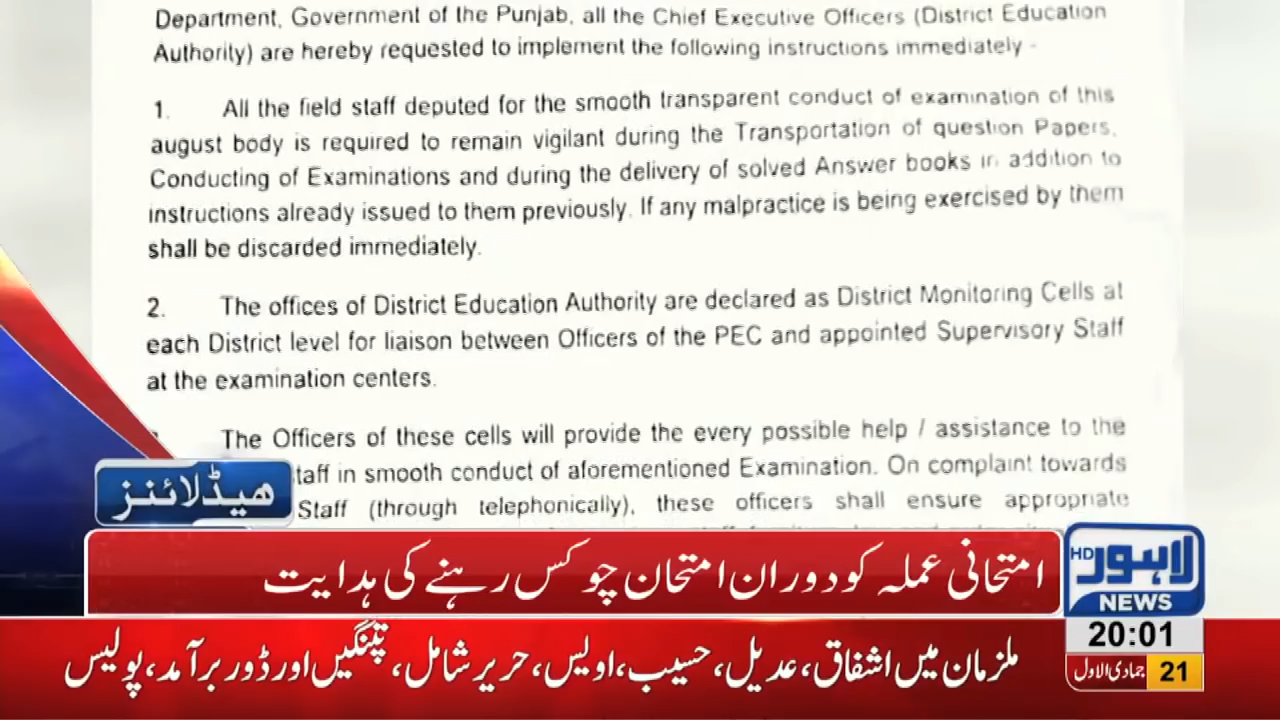 Department, Government of the Punjab, all the Chief Executive Officers (District Education
Authority) are hereby requested to implement the following instructions immediately -
1. All the field staff deputed for the smooth transparent conduct of examination of this
august body is required to remain vigilant during the Transportation of question Papers,
Conducting of Examinations and during the delivery of solved Answer books in addition to
instructions already issued to them previously. If any malpractice is being exercised by them
shall be discarded immediately.
2. The offices of District Education Authority are declared as District Monitoring Cells at
each District level for liaison between Officers of the PEC and appointed Supervisory Staff
at the examination centers.
The Officers of these cells will provide the every possible help / assistance to the
taff in smooth conduct of aforementioned Examination. On complaint towards
Staff (through telephonically), these officers shall ensure appropriate
ھیڈلائنز
امتحانی عملہ کو دوران امتحان چوکس رہنے کی ہدایت
HD لاہور
NEWS
20:01
21 جمادی الاول
ملزمان میں اشفاق، عدیل، حسیب، اویس، حریر شامل، پتنگیں اور ڈور برآمد، پولیس